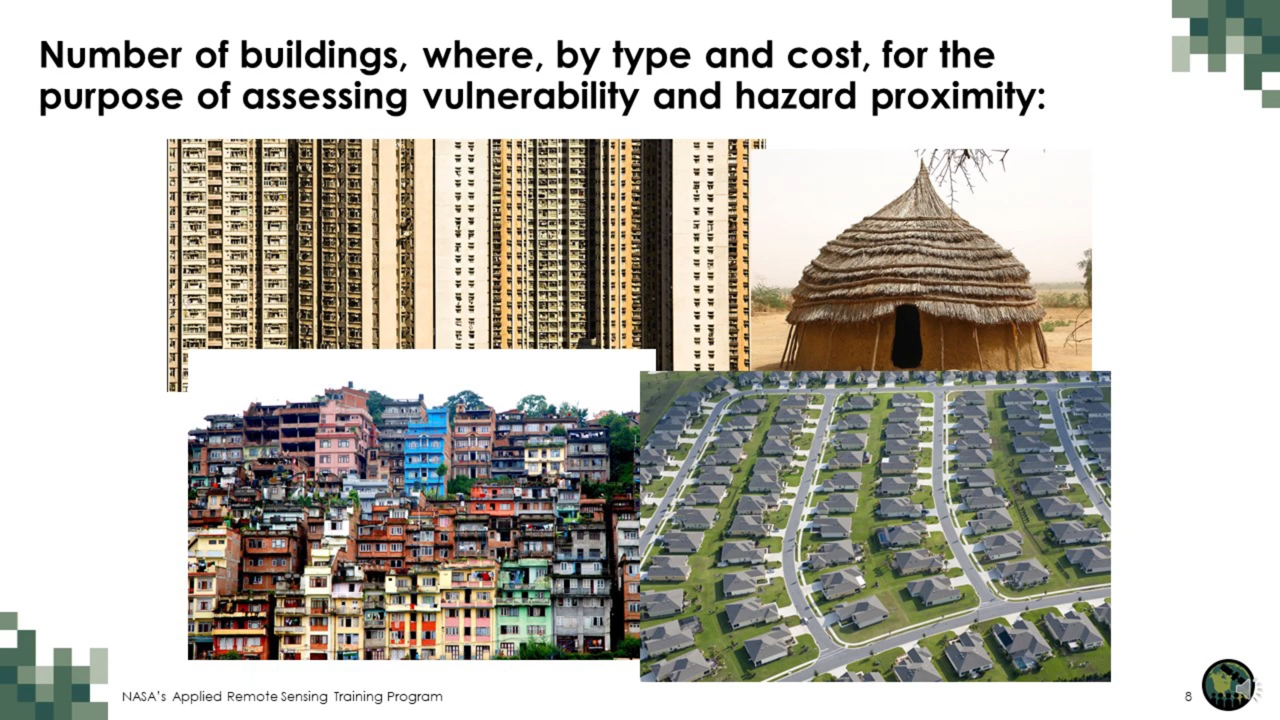 Number of buildings, where, by type and cost, for the
purpose of assessing vulnerability and hazard proximity:
NASA's Applied Remote Sensing Training Program
8